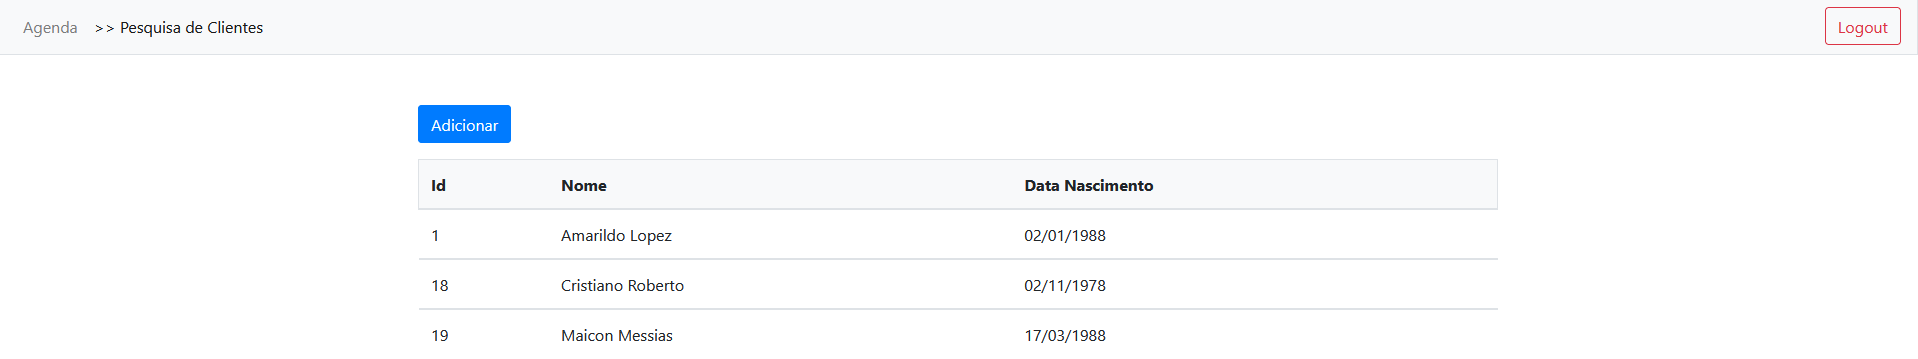 Agenda >> Pesquisa de Clientes Logout
Adicionar
Id Nome Data Nascimento
1 Amarildo Lopez 02/01/1988
18 Cristiano Roberto 02/11/1978
19 Maicon Messias 17/03/1988